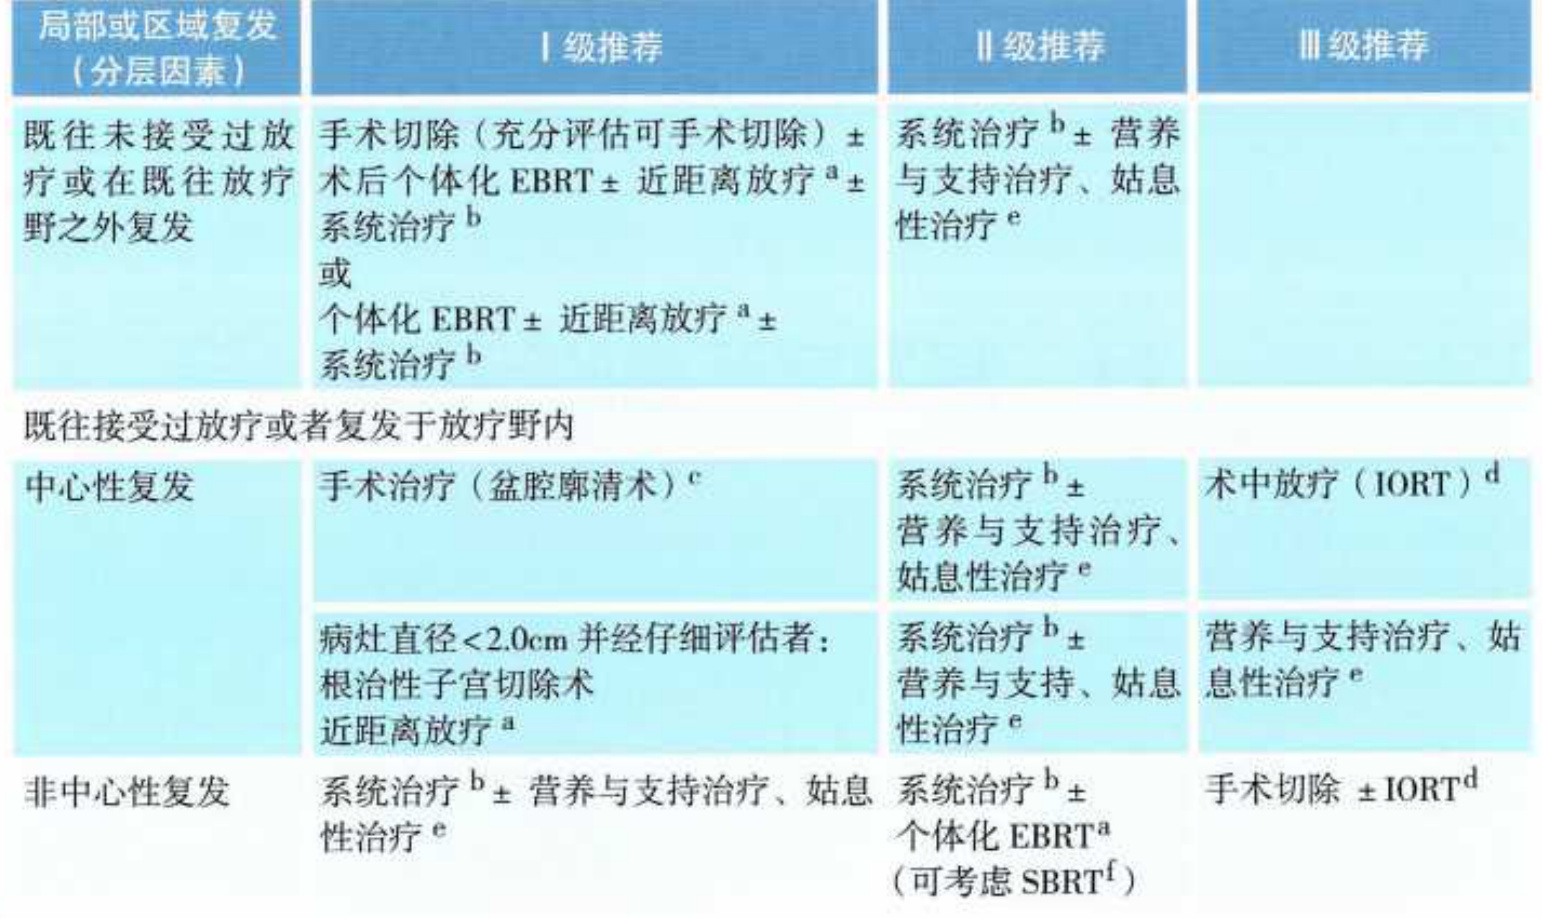 局部或区域复发
（分层因素）
Ⅰ级推荐
Ⅱ级推荐
Ⅲ级推荐
既往未接受过放
疗或在既往放疗
野之外复发
手术切除（充分评估可手术切除）±
术后个体化 EBRT ± 近距离放疗 a ±
系统治疗 b
或
个体化 EBRT ± 近距离放疗 a ±
系统治疗 b
系统治疗 b ± 营养
与支持治疗、姑息
性治疗 e
既往接受过放疗或者复发于放疗野内
中心性复发
手术治疗（盆腔廓清术）c
系统治疗 b ±
营养与支持治疗、
姑息性治疗 e
术中放疗（IORT）d
病灶直径<2.0cm 并经仔细评估者：
根治性子宫切除术
近距离放疗 a
系统治疗 b ±
营养与支持、姑息
性治疗 e
营养与支持治疗、姑
息性治疗 e
非中心性复发
系统治疗 b ± 营养与支持治疗、姑息
性治疗 e
系统治疗 b ±
个体化 EBRTa
（可考虑 SBRTf）
手术切除 ± IORTd